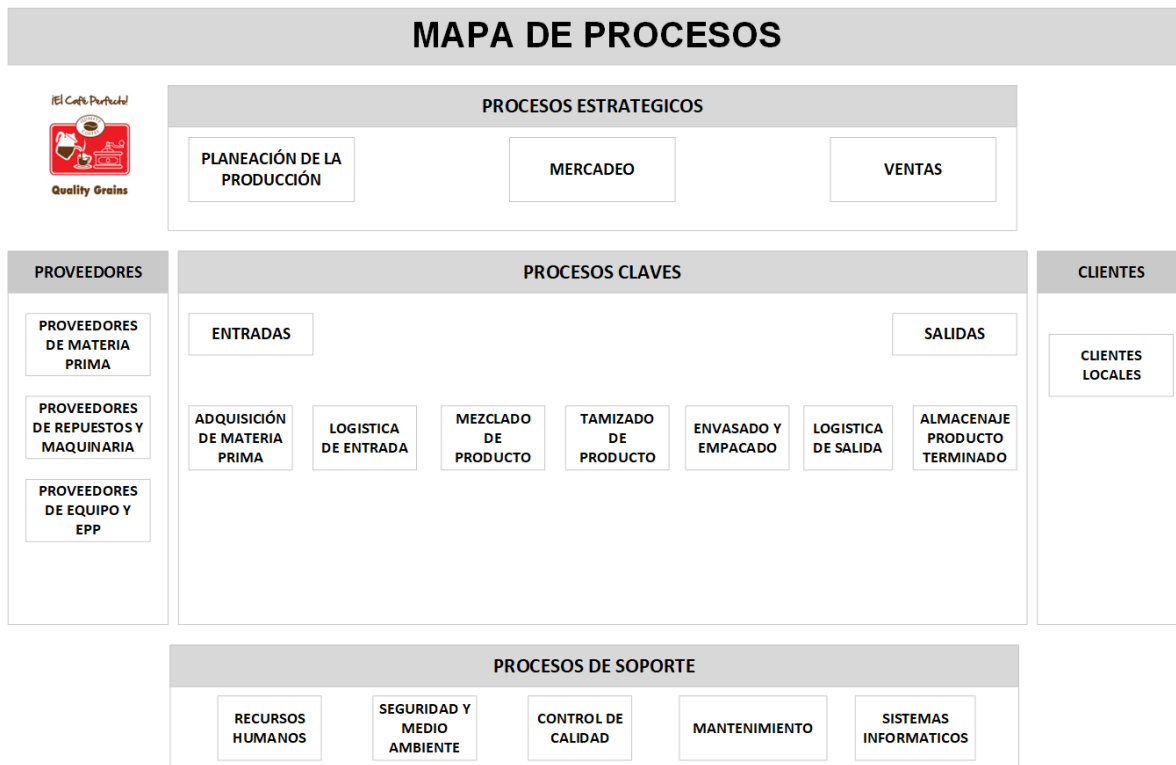 MAPA DE PROCESOS
¡El Café Perfecto!
Quality Grains
PROCESOS ESTRATEGICOS
PLANEACIÓN DE LA
PRODUCCIÓN
MERCADEO
VENTAS
PROVEEDORES
PROVEEDORES
DE MATERIA
PRIMA
PROVEEDORES
DE REPUESTOS Y
MAQUINARIA
PROVEEDORES
DE EQUIPO Y
EPP
PROCESOS CLAVES
ENTRADAS
SALIDAS
ADQUISICIÓN
DE MATERIA
PRIMA
LOGISTICA
DE ENTRADA
MEZCLADO
DE
PRODUCTO
TAMIZADO
DE
PRODUCTO
ENVASADO Y
EMPACADO
LOGISTICA
DE SALIDA
ALMACENAJE
PRODUCTO
TERMINADO
CLIENTES
CLIENTES
LOCALES
PROCESOS DE SOPORTE
RECURSOS
HUMANOS
SEGURIDAD Y
MEDIO
AMBIENTE
CONTROL DE
CALIDAD
MANTENIMIENTO
SISTEMAS
INFORMATICOS